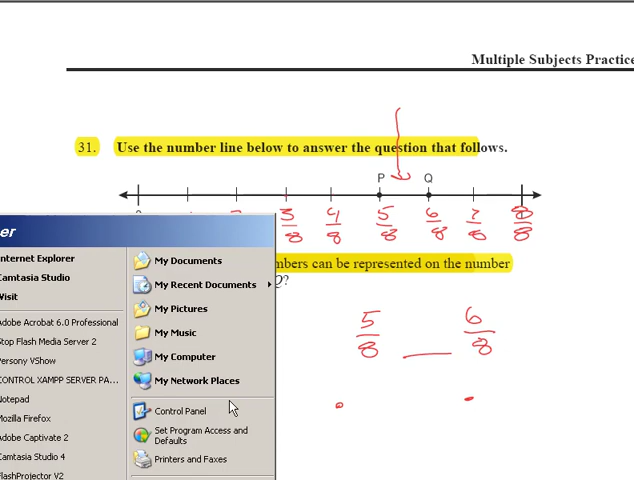 Multiple Subjects Practice
31. Use the number line below to answer the question that follows.
P Q
3/8 4/8 5/8 6/8 7/8 8/8
numbers can be represented on the number
Q?
5/8 __ 6/8
er
Internet Explorer
Camtasia Studio
Visit
Adobe Acrobat 6.0 Professional
Stop Flash Media Server 2
Persony VShow
CONTROL XAMPP SERVER PA...
Notepad
Mozilla Firefox
Adobe Captivate 2
Camtasia Studio 4
FlashProjector V2
My Documents
My Recent Documents
My Pictures
My Music
My Computer
My Network Places
Control Panel
Set Program Access and
Defaults
Printers and Faxes